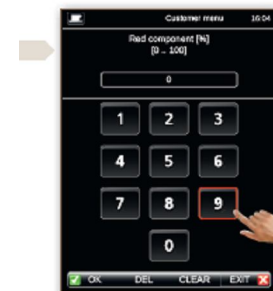 Customer menu 16:04
Red component [%]
[0 .. 100]
0
1 2 3
4 5 6
7 8 9
0
OK DEL CLEAR EXIT